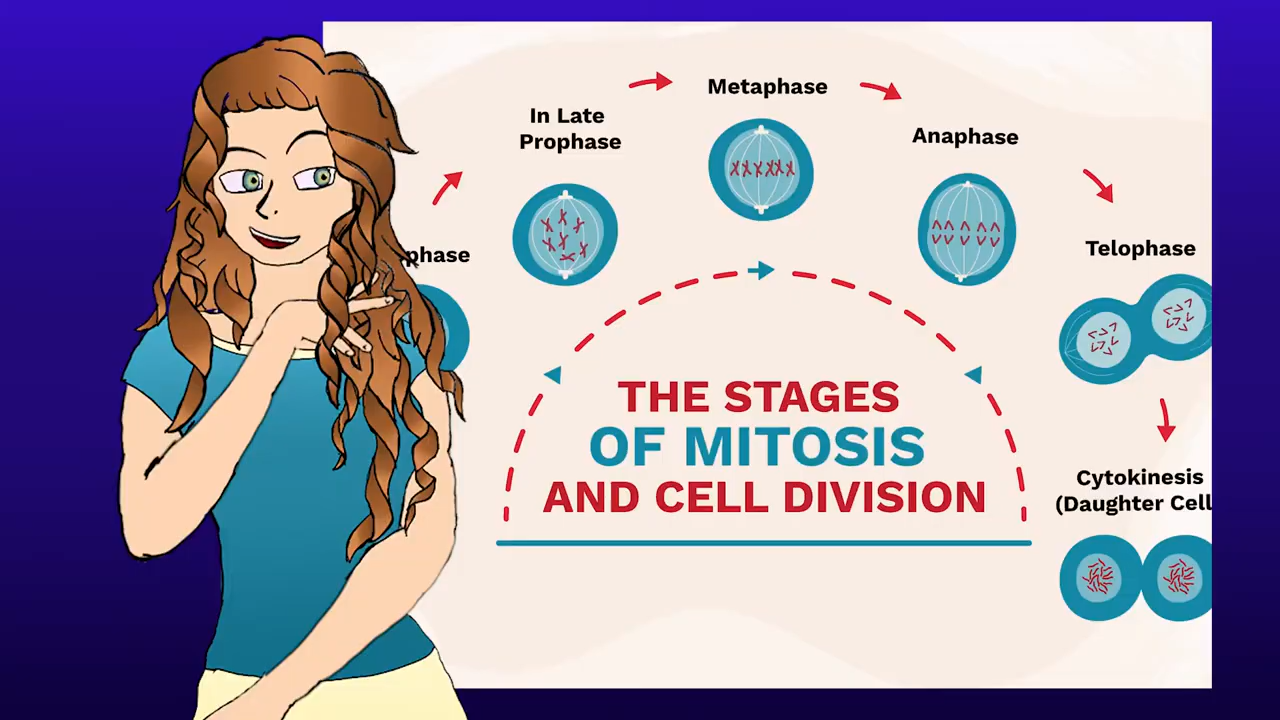 phase
In Late
Prophase
Metaphase
Anaphase
Telophase
Cytokinesis
(Daughter Cell
THE STAGES
OF MITOSIS
AND CELL DIVISION